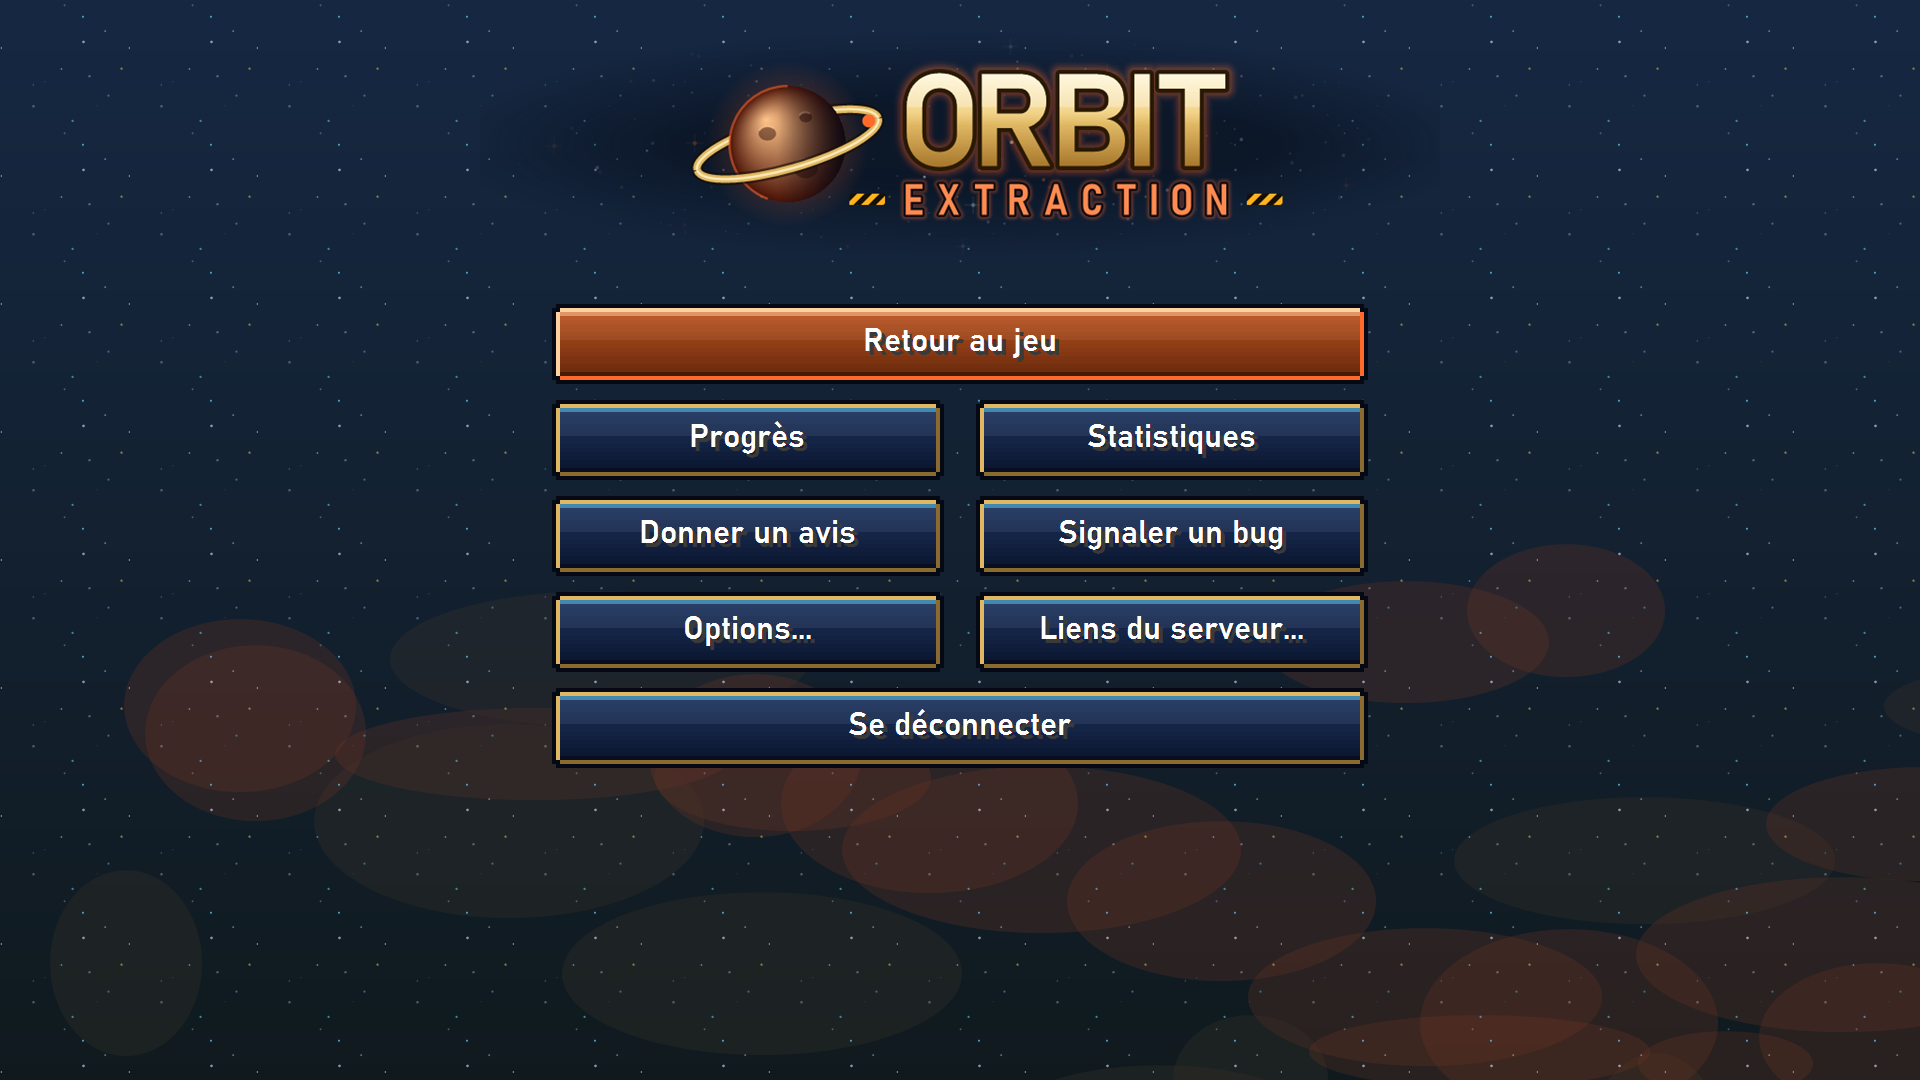 ORBIT
EXTRACTION
Retour au jeu
Progrès
Statistiques
Donner un avis
Signaler un bug
Options...
Liens du serveur...
Se déconnecter